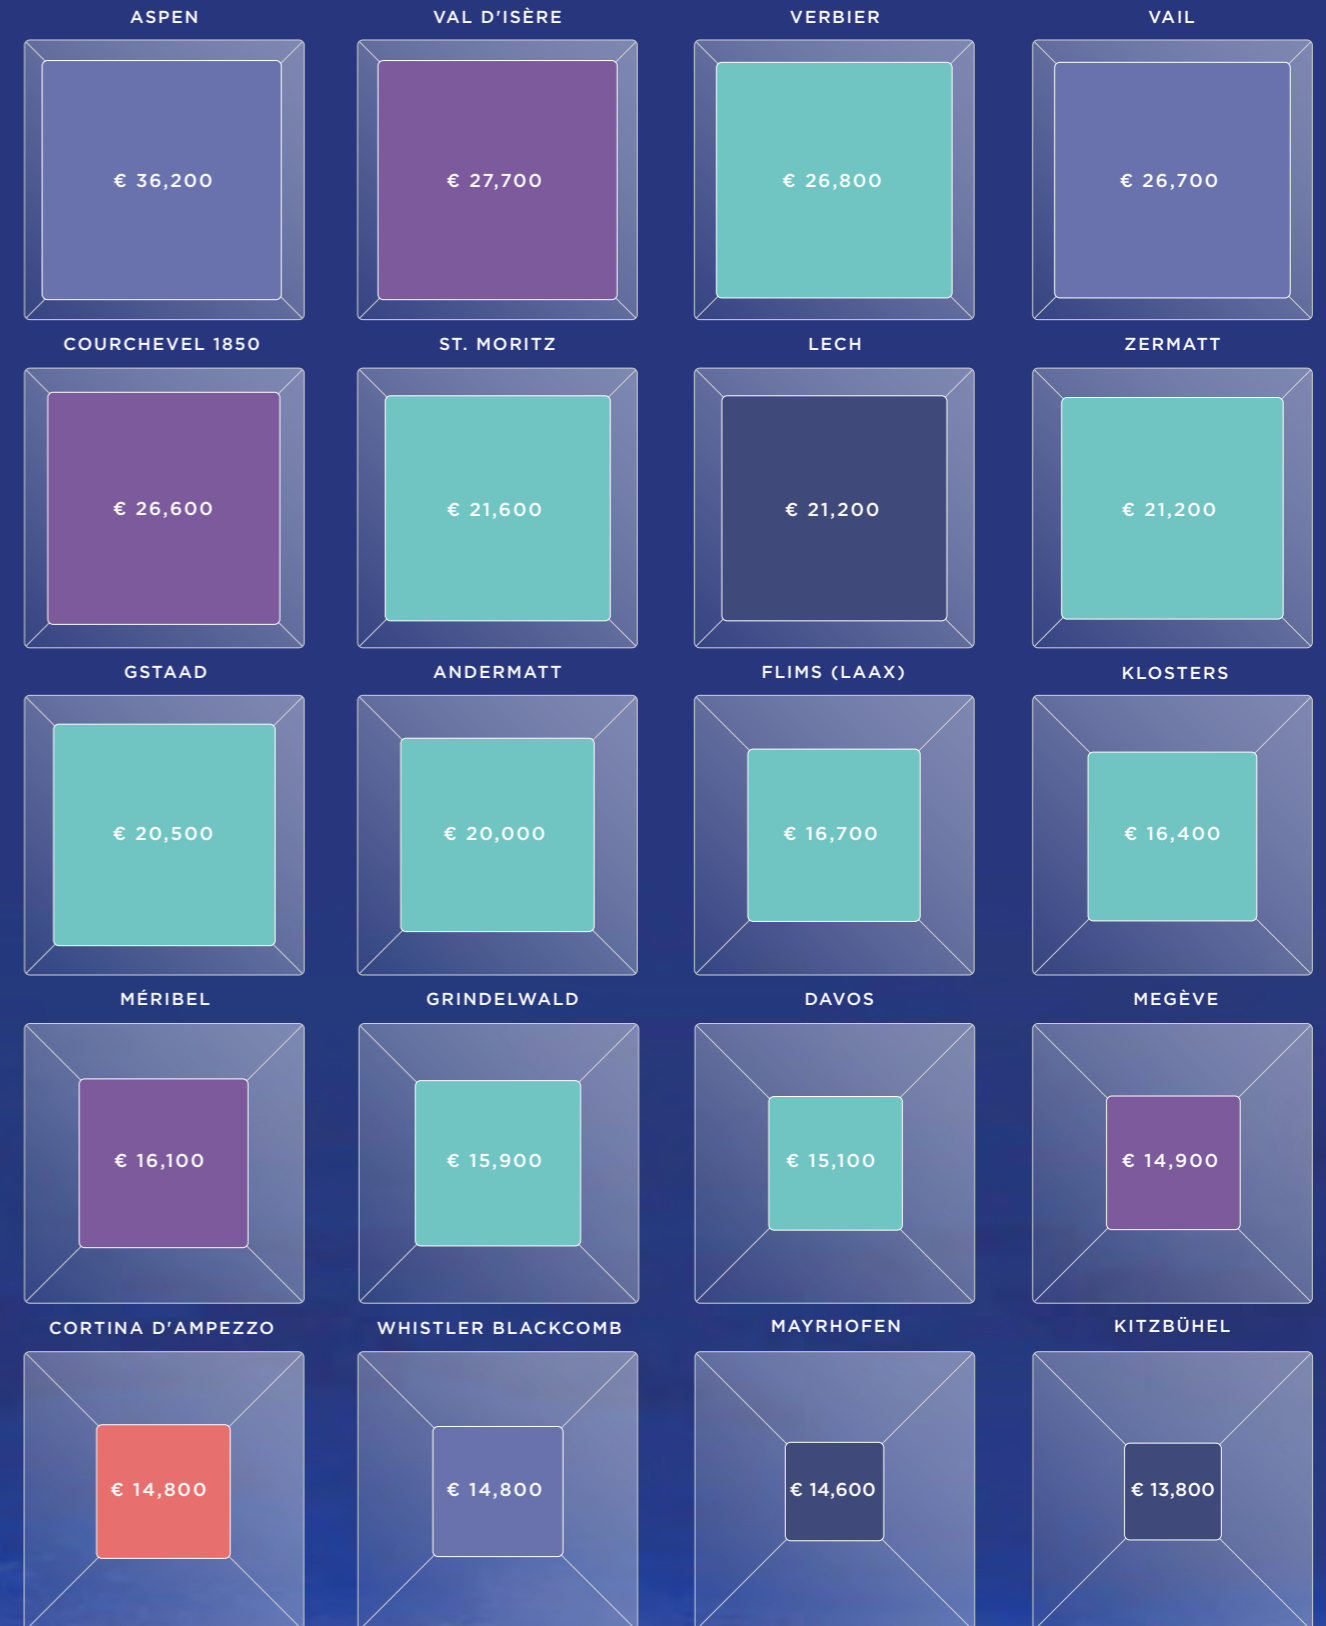 ASPEN
VAL D'ISÈRE
VERBIER
VAIL
€ 36,200
€ 27,700
€ 26,800
€ 26,700
COURCHEVEL 1850
ST. MORITZ
LECH
ZERMATT
€ 26,600
€ 21,600
€ 21,200
€ 21,200
GSTAAD
ANDERMATT
FLIMS (LAAX)
KLOSTERS
€ 20,500
€ 20,000
€ 16,700
€ 16,400
MÉRIBEL
GRINDELWALD
DAVOS
MEGÈVE
€ 16,100
€ 15,900
€ 15,100
€ 14,900
CORTINA D'AMPEZZO
WHISTLER BLACKCOMB
MAYRHOFEN
KITZBÜHEL
€ 14,800
€ 14,800
€ 14,600
€ 13,800